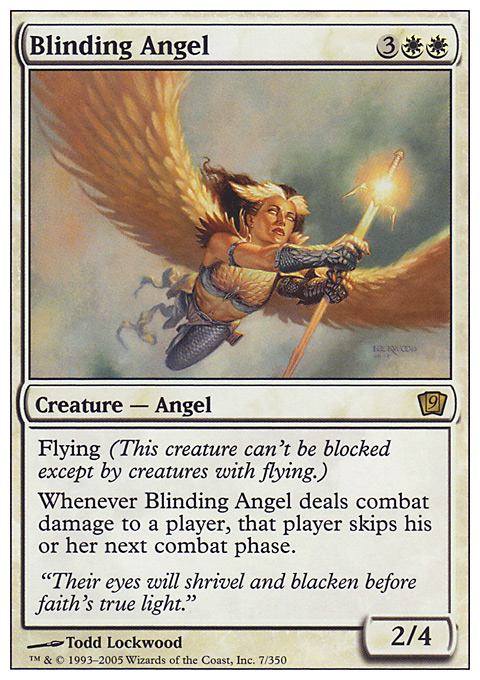 Blinding Angel 3
Creature — Angel 9
Flying (This creature can't be blocked
except by creatures with flying.)
Whenever Blinding Angel deals combat
damage to a player, that player skips his
or her next combat phase.
"Their eyes will shrivel and blacken before
faith's true light."
2/4
Todd Lockwood
™ & © 1993–2005 Wizards of the Coast, Inc. 7/350